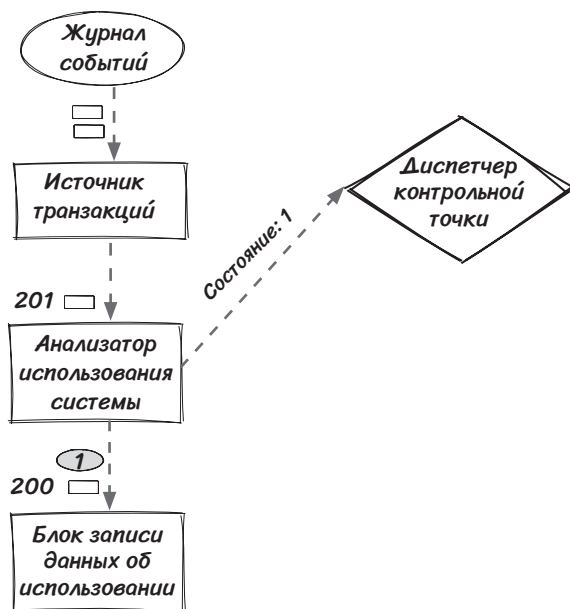 Журнал
событий
Источник
транзакций
Диспетчер
контрольной
точки
Состояние: 1
201
Анализатор
использования
системы
1
200
Блок записи
данных об
использовании